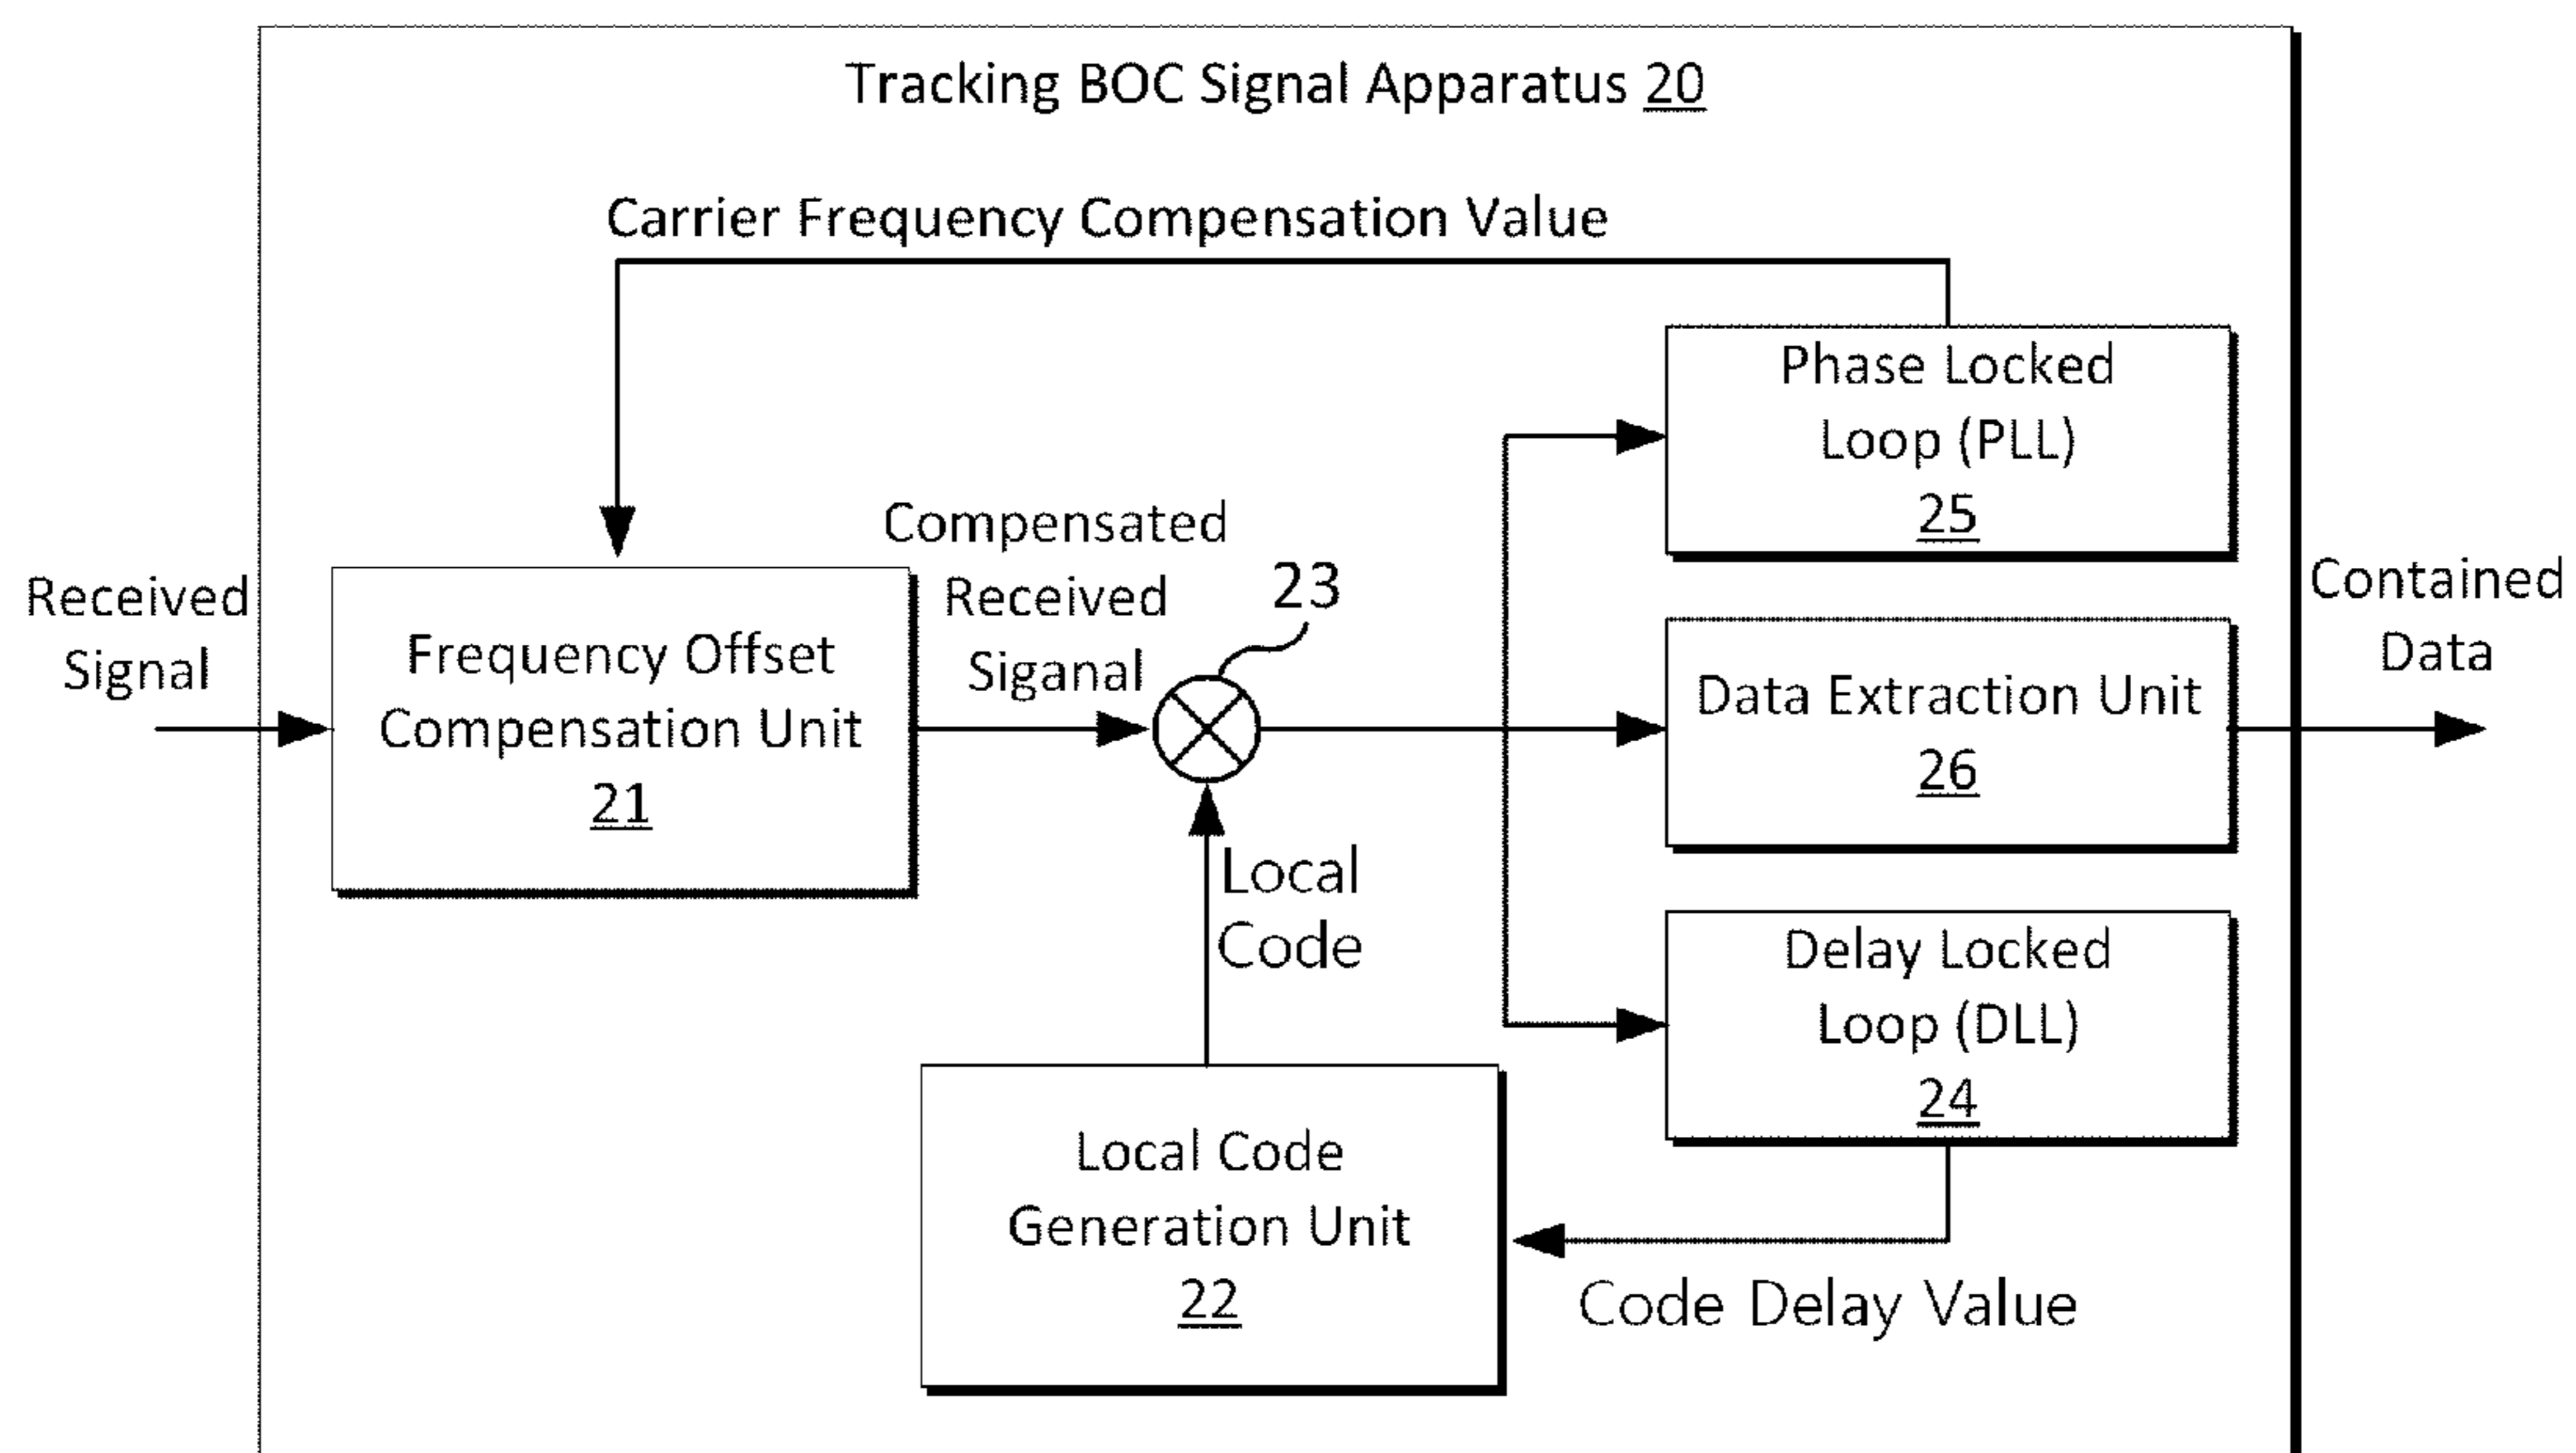 Tracking BOC Signal Apparatus 20
Carrier Frequency Compensation Value
Phase Locked
Loop (PLL)
25
Received
Signal
Frequency Offset
Compensation Unit
21
Compensated
Received
Siganal
23
Data Extraction Unit
26
Contained
Data
Local
Code
Delay Locked
Loop (DLL)
24
Local Code
Generation Unit
22
Code Delay Value